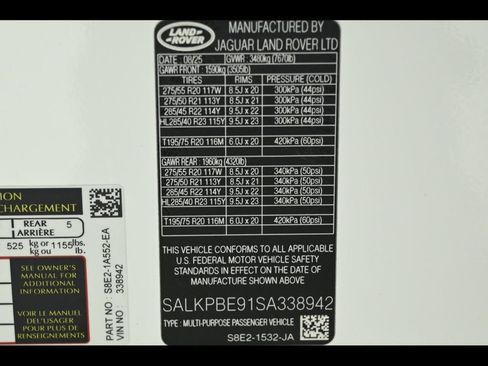 LAND
ROVER
MANUFACTURED BY
JAGUAR LAND ROVER LTD
DATE : 08/25 GVWR : 3480kg (7670lb)
GAWR FRONT : 1590kg (3505lb)
TIRES RIMS PRESSURE (COLD)
275/55 R20 117W 8.5J x 20 300kPa (44psi)
275/50 R21 113Y 8.5J x 21 300kPa (44psi)
285/45 R22 114Y 9.5J x 22 300kPa (44psi)
HL285/40 R23 115Y 9.5J x 23 300kPa (44psi)
T195/75 R20 116M 6.0J x 20 420kPa (60psi)
GAWR REAR : 1960kg (4320lb)
275/55 R20 117W 8.5J x 20 340kPa (50psi)
275/50 R21 113Y 8.5J x 21 340kPa (50psi)
285/45 R22 114Y 9.5J x 22 340kPa (50psi)
HL285/40 R23 115Y 9.5J x 23 340kPa (50psi)
T195/75 R20 116M 6.0J x 20 420kPa (60psi)
THIS VEHICLE CONFORMS TO ALL APPLICABLE
U.S. FEDERAL MOTOR VEHICLE SAFETY
STANDARDS IN EFFECT ON THE DATE OF
MANUFACTURE SHOWN ABOVE
SALKPBE91SA338942
TYPE : MULTI-PURPOSE PASSENGER VEHICLE
S8E2-1532-JA
CHARGEMENT
REAR 5
ARRIÈRE
525 kg or 1155 lbs.
kg ou lb.
SEE OWNER'S
MANUAL FOR
ADDITIONAL
INFORMATION
VOIR LE MANUEL
DE L'USAGER
POUR PLUS DE
RENSEIGNEMENTS
PART NO : S8E2-1A552-EA
VIN NO : 338942